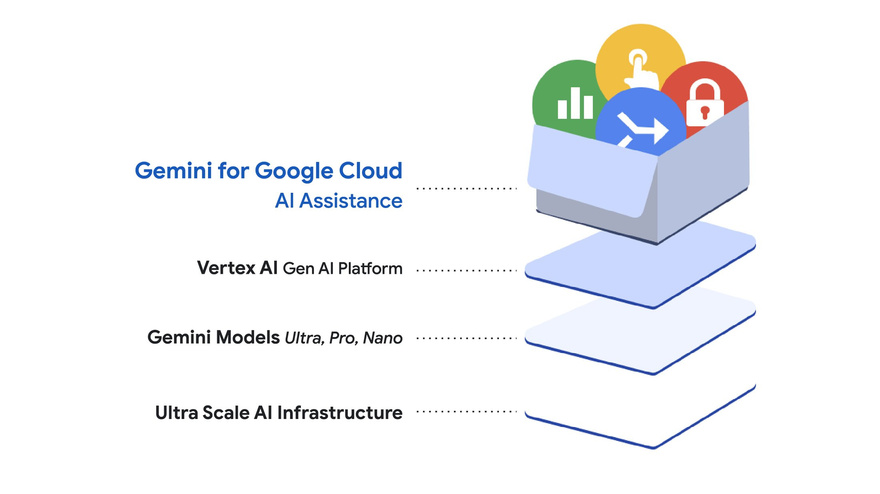 Gemini for Google Cloud
AI Assistance
Vertex AI Gen AI Platform
Gemini Models Ultra, Pro, Nano
Ultra Scale AI Infrastructure